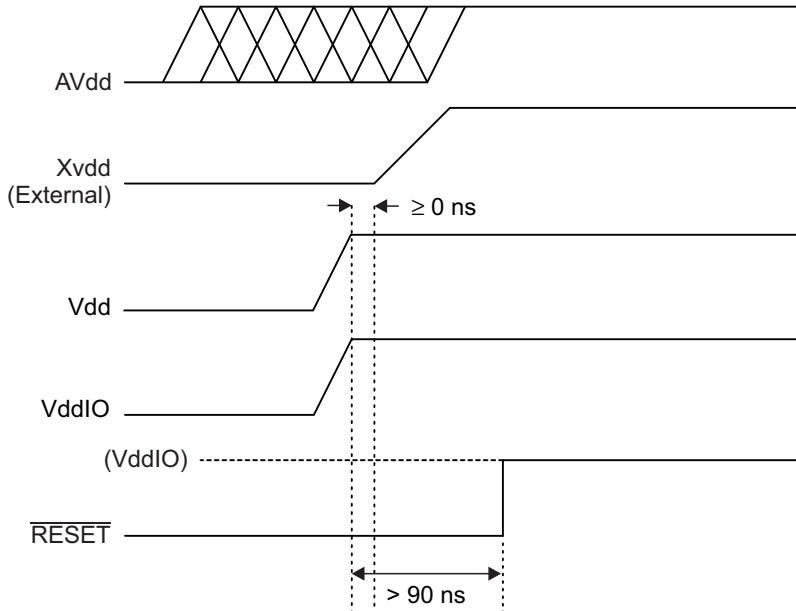 AVdd
Xvdd
(External)
≥ 0 ns
Vdd
VddIO
(VddIO)
RESET
> 90 ns